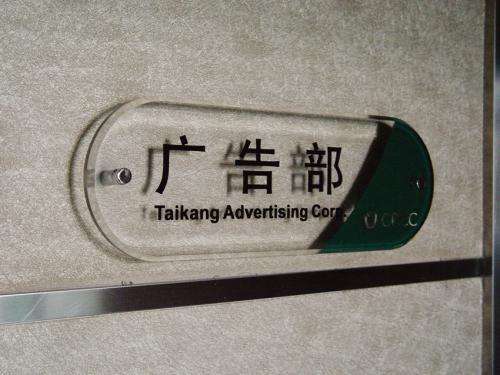 广告部
Taikang Advertising Corp.